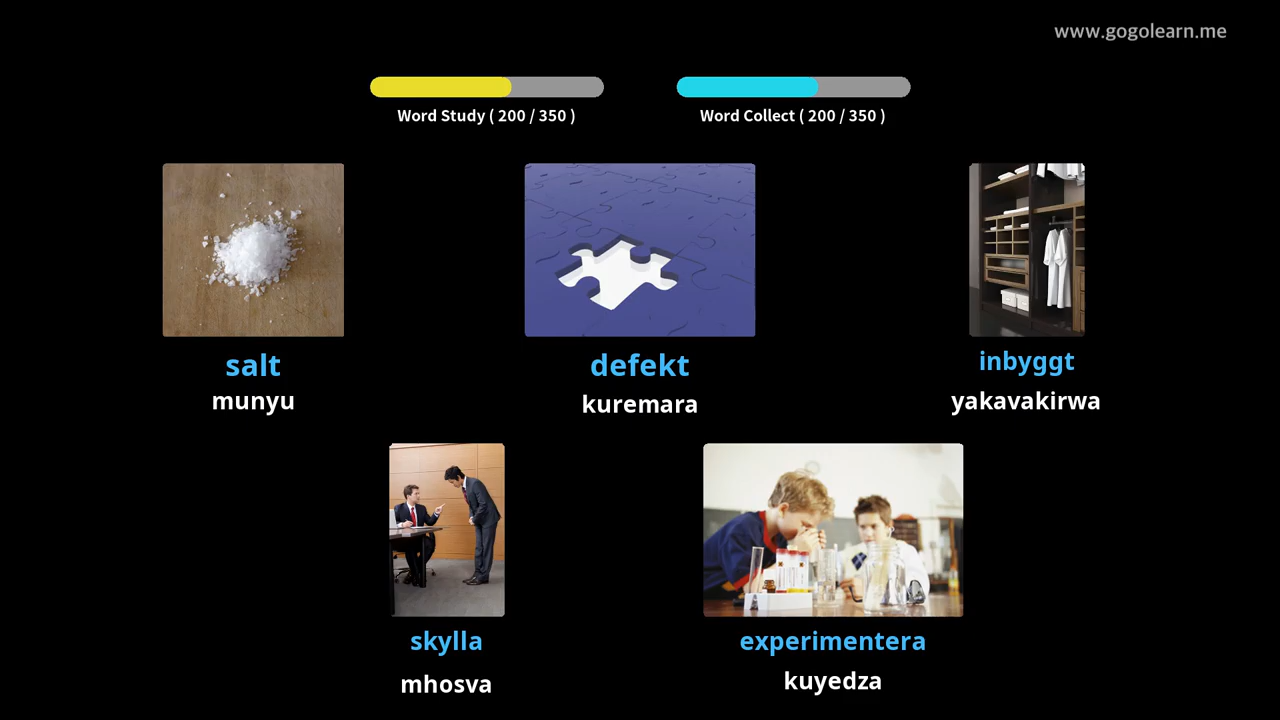 www.gogolearn.me
Word Study ( 200 / 350 )
Word Collect ( 200 / 350 )
salt
munyu
defekt
kuremara
inbyggt
yakavakirwa
skylla
mhosva
experimentera
kuyedza